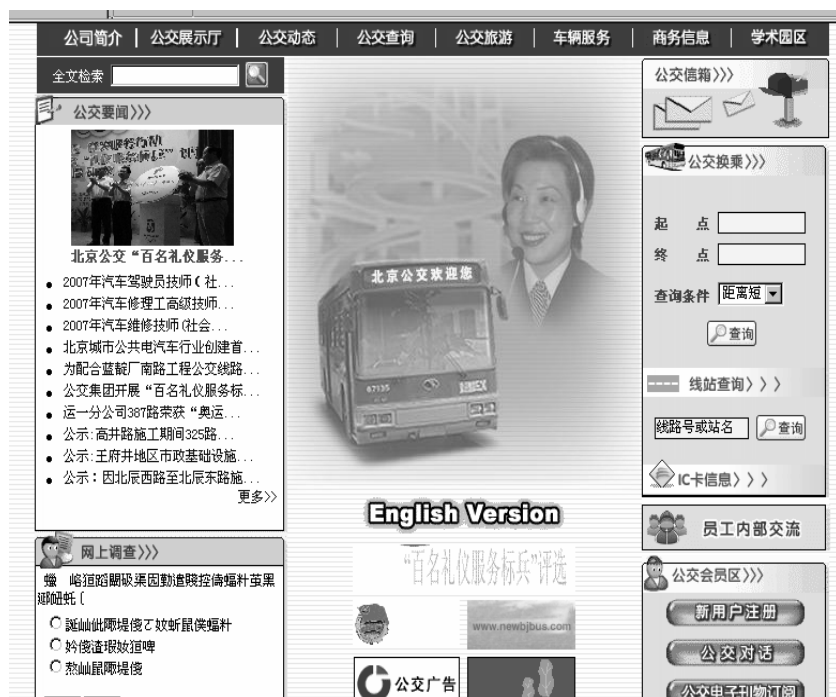 公司简介 | 公交展示厅 | 公交动态 | 公交查询 | 公交旅游 | 车辆服务 | 商务信息 | 学术园区
全文检索
公交要闻〉〉〉
北京公交“百名礼仪服务...
2007年汽车驾驶员技师(社...
2007年汽车修理工高级技师...
2007年汽车维修技师(社会...
北京城市公共电汽车行业创建首...
为配合蓝靛厂南路工程公交线路...
公交集团开展“百名礼仪服务标...
运一分公司387路荣获“奥运...
公示:高井路施工期间325路...
公示:王府井地区市政基础设施...
公示：因北辰西路至北辰东路施...
更多〉〉
网上调查〉〉〉
北京公交欢迎您
67135
English Version
“百名礼仪服务标兵”评选
www.newbjbus.com
公交广告
公交信箱〉〉〉
公交换乘〉〉〉
起 点
终 点
查询条件 距离短
查询
线站查询〉〉〉
线路号或站名 查询
IC卡信息〉〉〉
员工内部交流
公交会员区〉〉〉
新用户注册
公交对话
公交电子刊物订阅